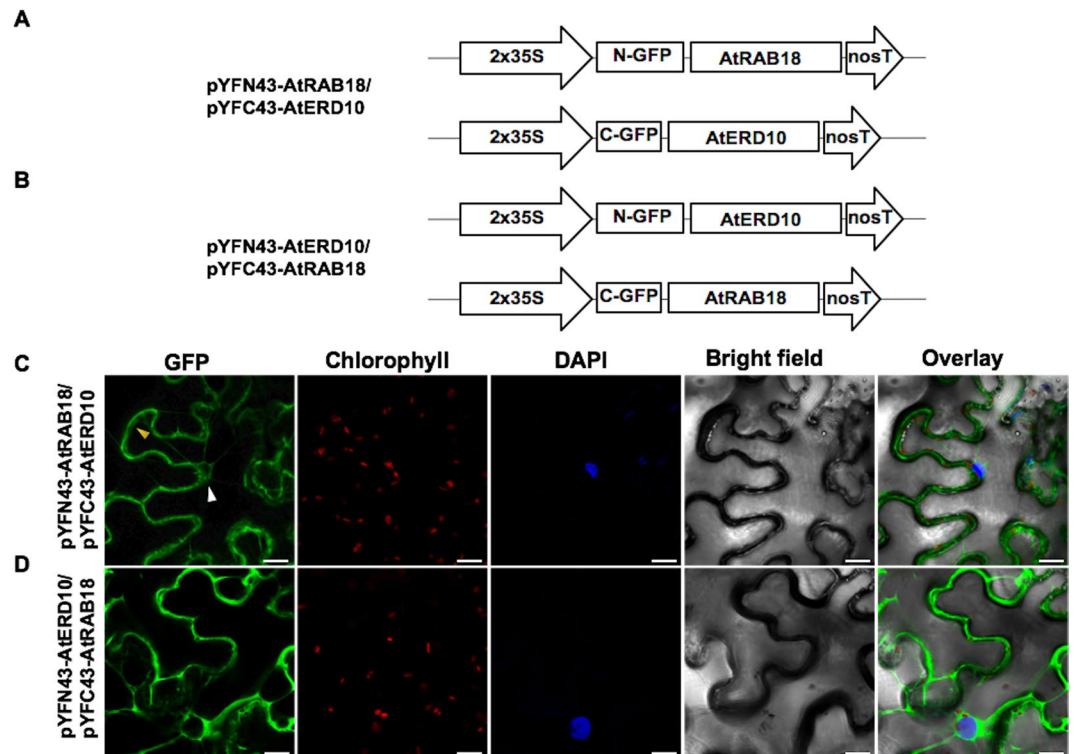 A
2x35S N-GFP AtRAB18 nosT
pYFN43-AtRAB18/
pYFC43-AtERD10
2x35S C-GFP AtERD10 nosT
B
2x35S N-GFP AtERD10 nosT
pYFN43-AtERD10/
pYFC43-AtRAB18
2x35S C-GFP AtRAB18 nosT
C
GFP Chlorophyll DAPI Bright field Overlay
pYFN43-AtRAB18/
pYFC43-AtERD10
D
pYFN43-AtERD10/
pYFC43-AtRAB18